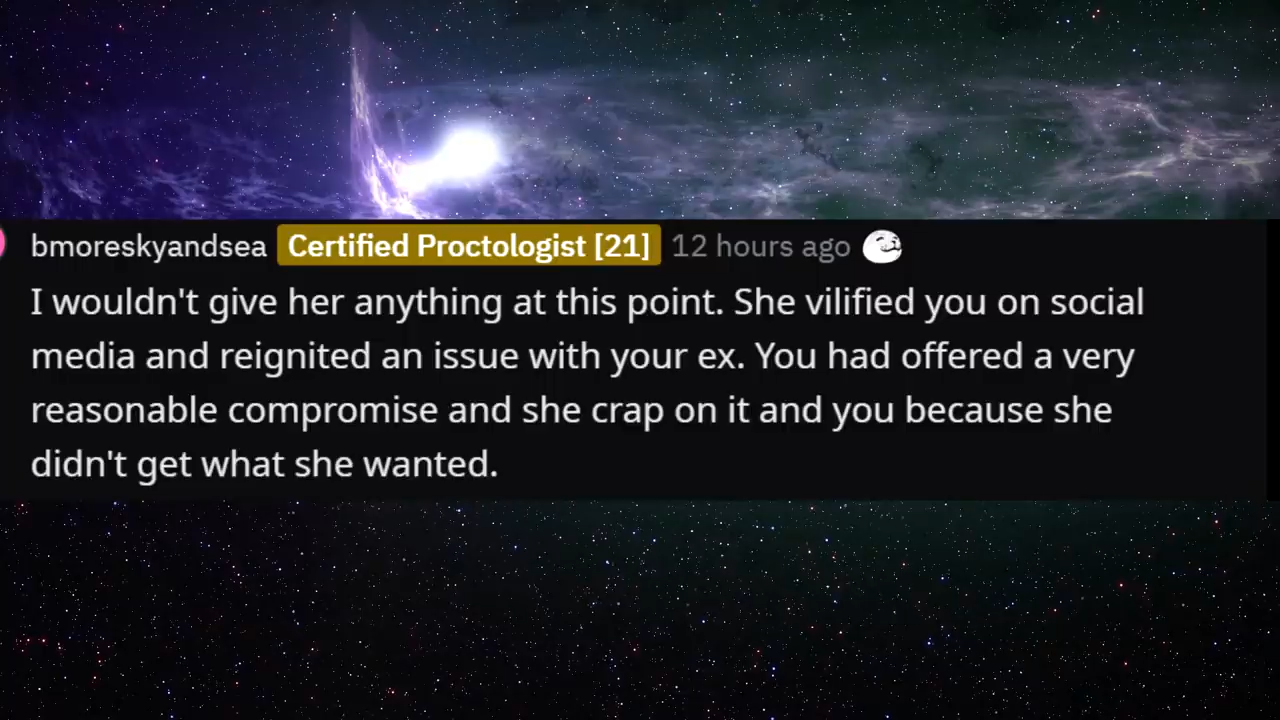 bmoreskyandsea Certified Proctologist [21] 12 hours ago
I wouldn't give her anything at this point. She vilified you on social
media and reignited an issue with your ex. You had offered a very
reasonable compromise and she crap on it and you because she
didn't get what she wanted.